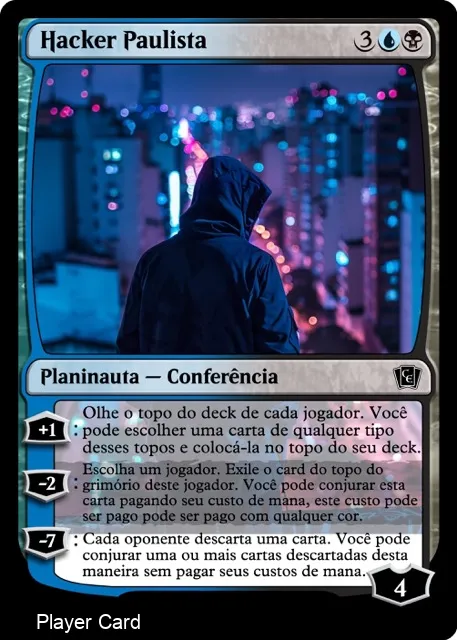 Hacker Paulista 3
Planinauta — Conferência CE
Olhe o topo do deck de cada jogador. Você
+1 : pode escolher uma carta de qualquer tipo
desses topos e colocá-la no topo do seu deck.
Escolha um jogador. Exile o card do topo do
-2 : grimório deste jogador. Você pode conjurar esta
carta pagando seu custo de mana, este custo pode
ser pago pode ser pago com qualquer cor.
-7 : Cada oponente descarta uma carta. Você pode
conjurar uma ou mais cartas descartadas desta
maneira sem pagar seus custos de mana.
4
Player Card